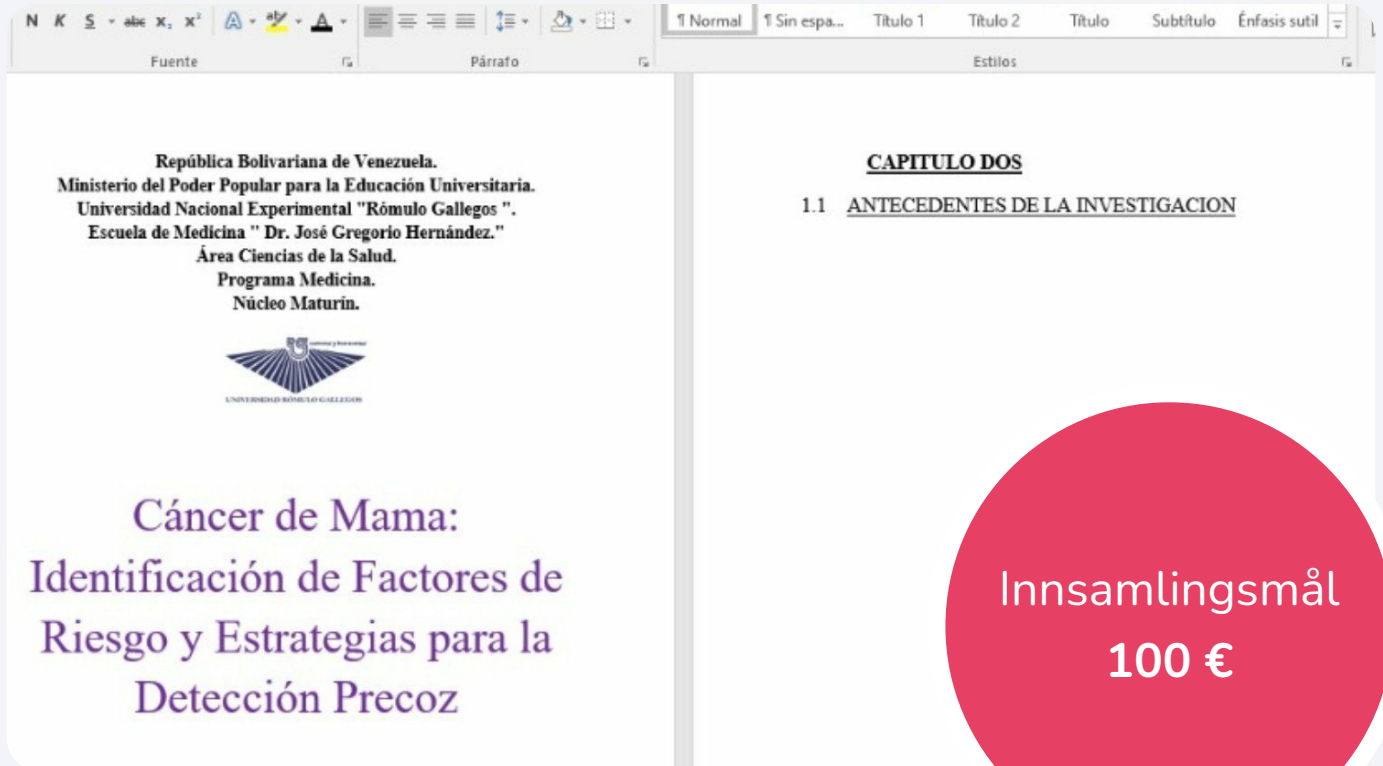 N K S abc x₂ x² A aby A
¶ Normal ¶ Sin espa... Título 1 Título 2 Título Subtítulo Énfasis sutil
Fuente Párrafo Estilos
República Bolivariana de Venezuela.
Ministerio del Poder Popular para la Educación Universitaria.
Universidad Nacional Experimental "Rómulo Gallegos ".
Escuela de Medicina " Dr. José Gregorio Hernández."
Área Ciencias de la Salud.
Programa Medicina.
Núcleo Maturín.
UNIVERSIDAD RÓMULO GALLEGOS
Cáncer de Mama:
Identificación de Factores de
Riesgo y Estrategias para la
Detección Precoz
CAPITULO DOS
1.1 ANTECEDENTES DE LA INVESTIGACION
Innsamlingsmål
100 €